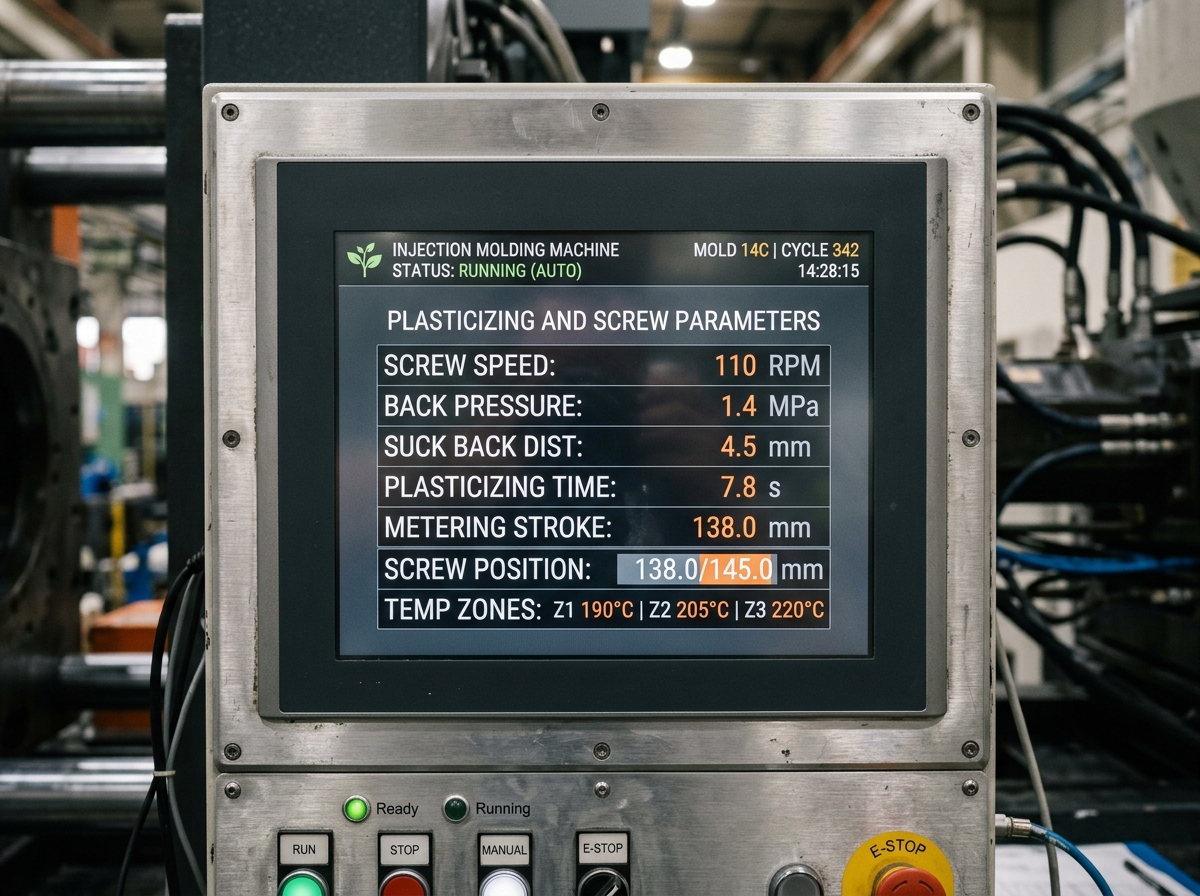 INJECTION MOLDING MACHINE
STATUS: RUNNING (AUTO)
MOLD 14C | CYCLE 342
14:28:15
PLASTICIZING AND SCREW PARAMETERS
SCREW SPEED: 110 RPM
BACK PRESSURE: 1.4 MPa
SUCK BACK DIST: 4.5 mm
PLASTICIZING TIME: 7.8 s
METERING STROKE: 138.0 mm
SCREW POSITION: 138.0/145.0 mm
TEMP ZONES: Z1 190°C | Z2 205°C | Z3 220°C
Ready Running
RUN STOP MANUAL E-STOP
E-STOP